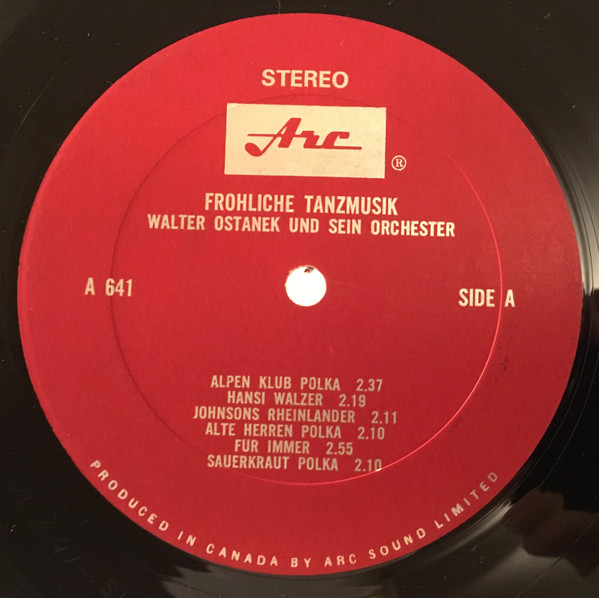 STEREO
Arc ®
FROHLICHE TANZMUSIK
WALTER OSTANEK UND SEIN ORCHESTER
A 641
SIDE A
ALPEN KLUB POLKA 2.37
HANSI WALZER 2.19
JOHNSONS RHEINLANDER 2.11
ALTE HERREN POLKA 2.10
FUR IMMER 2.55
SAUERKRAUT POLKA 2.10
PRODUCED IN CANADA BY ARC SOUND LIMITED